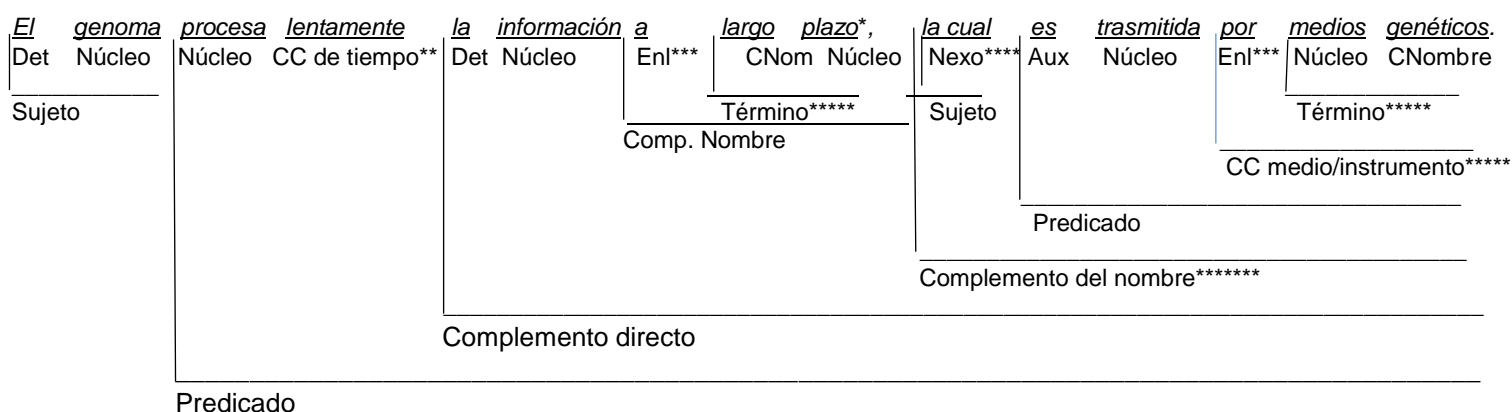 El genoma procesa lentamente la información a largo plazo*, la cual es trasmitida por medios genéticos.
Det Núcleo Núcleo CC de tiempo** Det Núcleo Enl*** CNom Núcleo Nexo**** Aux Núcleo Enl*** Núcleo CNombre
Sujeto Término***** Sujeto Término*****
Comp. Nombre
CC medio/instrumento*****
Predicado
Complemento del nombre*******
Complemento directo
Predicado